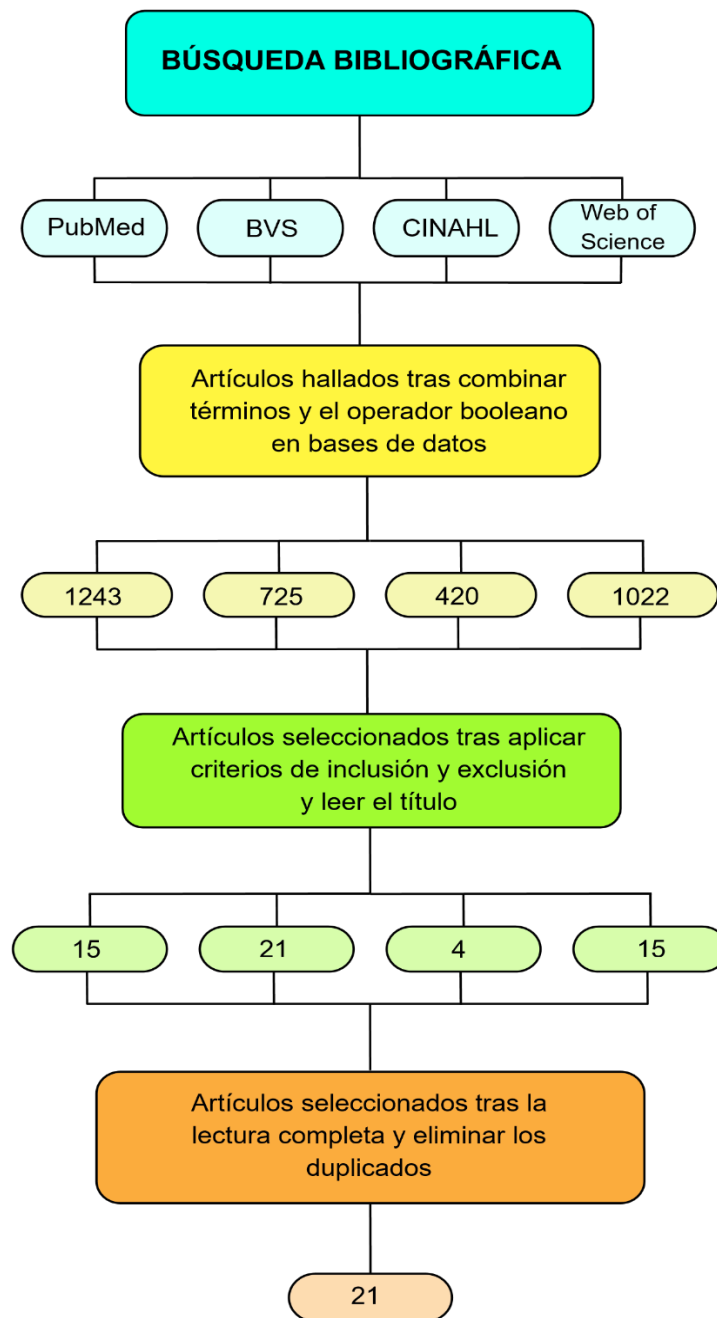 BÚSQUEDA BIBLIOGRÁFICA
PubMed
BVS
CINAHL
Web of
Science
Artículos hallados tras combinar
términos y el operador booleano
en bases de datos
1243
725
420
1022
Artículos seleccionados tras aplicar
criterios de inclusión y exclusión
y leer el título
15
21
4
15
Artículos seleccionados tras la
lectura completa y eliminar los
duplicados
21